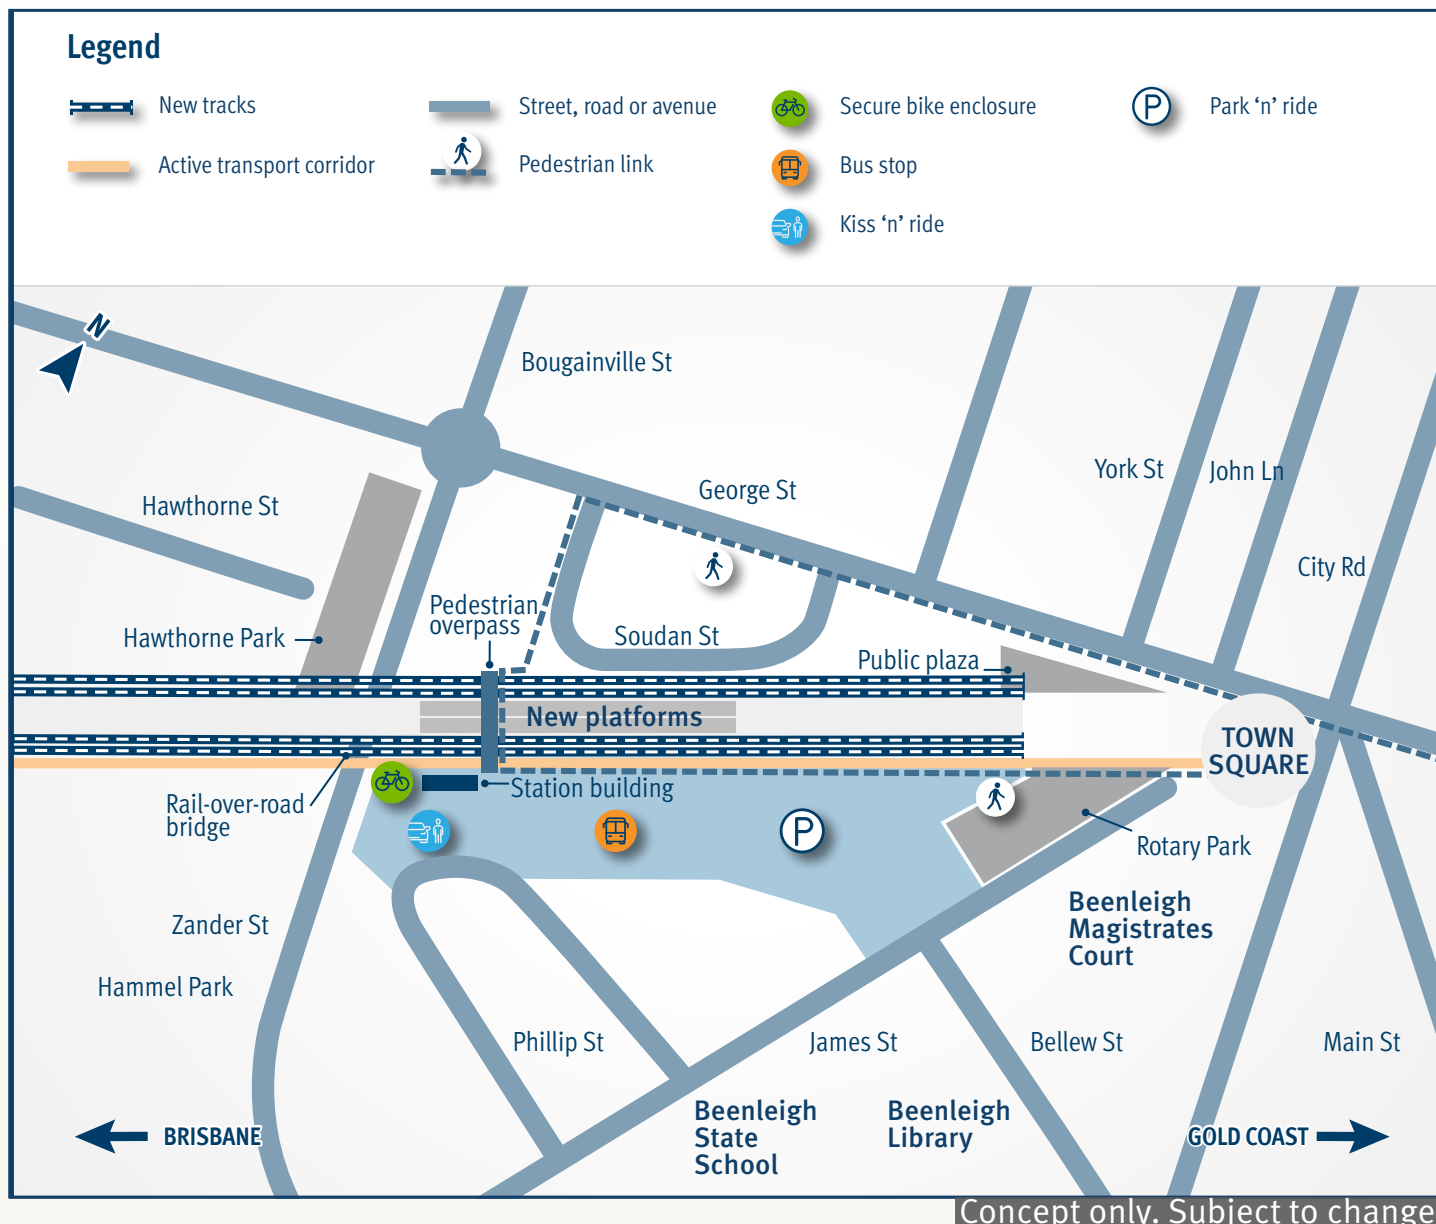 Legend
New tracks
Street, road or avenue
Secure bike enclosure
P
Park ‘n’ ride
Active transport corridor
Pedestrian link
Bus stop
Kiss ‘n’ ride
N
Bougainville St
George St
York St
John Ln
Hawthorne St
City Rd
Pedestrian
overpass
Hawthorne Park
Soudan St
Public plaza
New platforms
TOWN
SQUARE
Station building
Rail-over-road
bridge
P
Rotary Park
Beenleigh
Magistrates
Court
Zander St
Hammel Park
Phillip St
James St
Bellew St
Main St
Beenleigh
State
School
Beenleigh
Library
BRISBANE
GOLD COAST
Concept only. Subject to change